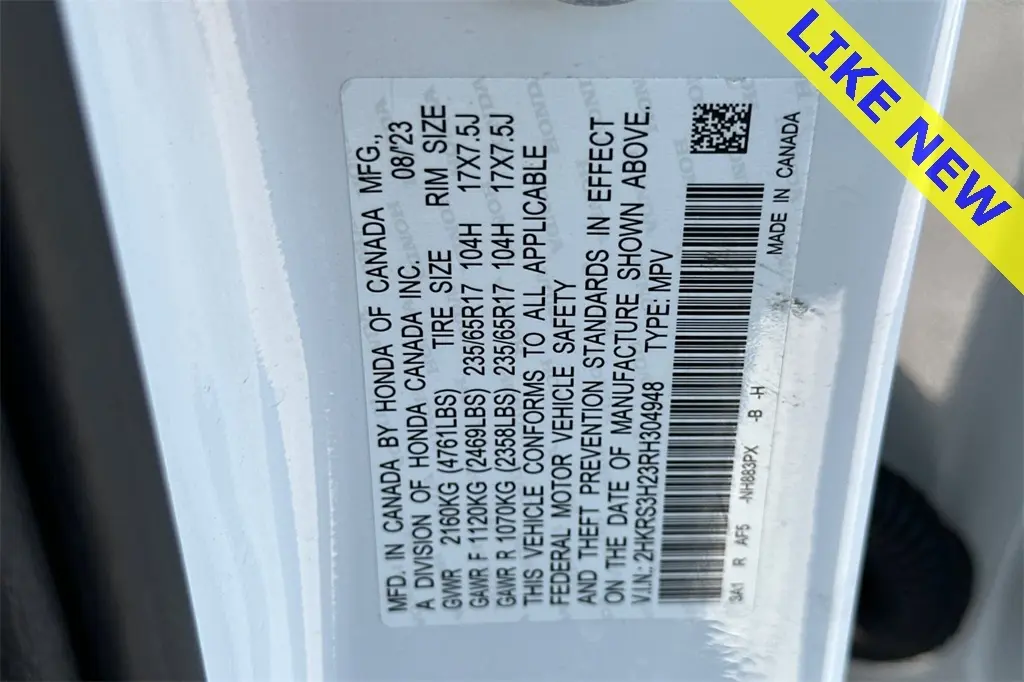 LIKE NEW
MFD. IN CANADA BY HONDA OF CANADA MFG.,
A DIVISION OF HONDA CANADA INC. 08/'23
GVWR 2160KG (4761LBS) TIRE SIZE RIM SIZE
GAWR F 1120KG (2469LBS) 235/65R17 104H 17X7.5J
GAWR R 1070KG (2358LBS) 235/65R17 104H 17X7.5J
THIS VEHICLE CONFORMS TO ALL APPLICABLE
FEDERAL MOTOR VEHICLE SAFETY
AND THEFT PREVENTION STANDARDS IN EFFECT
ON THE DATE OF MANUFACTURE SHOWN ABOVE.
V.I.N.: 2HKRS3H23RH304948 TYPE: MPV
3A1 R AF5 -NH883PX -B -H
MADE IN CANADA